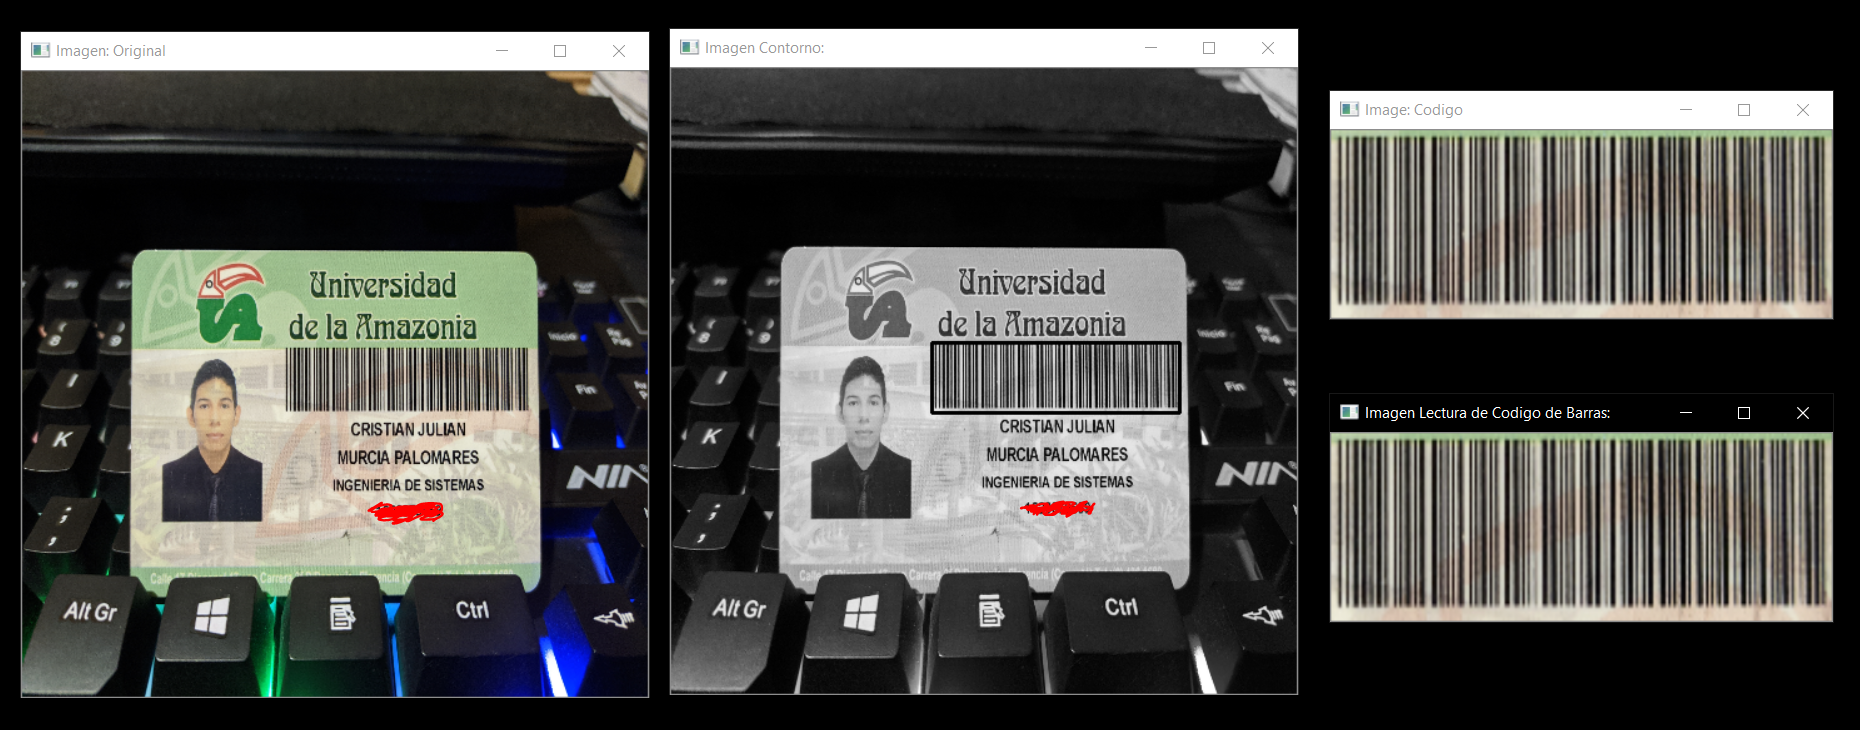 Imagen: Original
Universidad
de la Amazonia
CRISTIAN JULIAN
MURCIA PALOMARES
INGENIERIA DE SISTEMAS
Inicio
Fin
K
Alt Gr
Ctrl
Imagen Contorno:
Universidad
de la Amazonia
CRISTIAN JULIAN
MURCIA PALOMARES
INGENIERIA DE SISTEMAS
Inicio
Fin
K
Alt Gr
Ctrl
Image: Codigo
Imagen Lectura de Codigo de Barras: